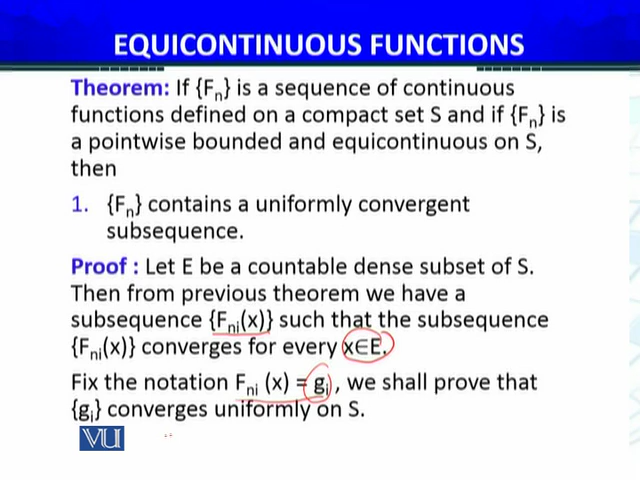 EQUICONTINUOUS FUNCTIONS
Theorem: If {Fₙ} is a sequence of continuous
functions defined on a compact set S and if {Fₙ} is
a pointwise bounded and equicontinuous on S,
then
1. {Fₙ} contains a uniformly convergent
subsequence.
Proof : Let E be a countable dense subset of S.
Then from previous theorem we have a
subsequence {Fₙᵢ(x)} such that the subsequence
{Fₙᵢ(x)} converges for every x∈E.
Fix the notation Fₙᵢ (x) = gᵢ , we shall prove that
{gᵢ} converges uniformly on S.
VU